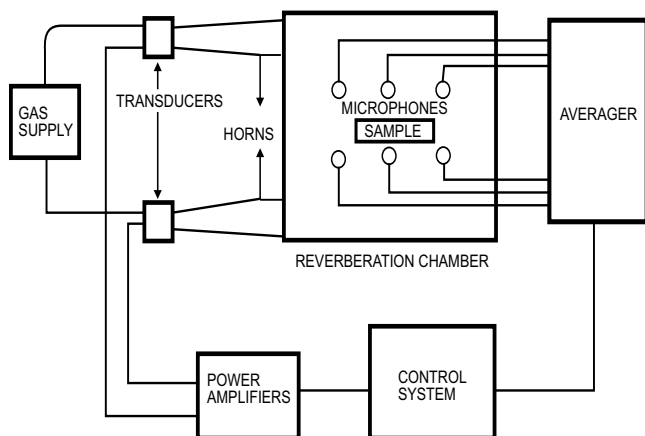 GAS
SUPPLY
TRANSDUCERS
HORNS
MICROPHONES
SAMPLE
AVERAGER
REVERBERATION CHAMBER
POWER
AMPLIFIERS
CONTROL
SYSTEM